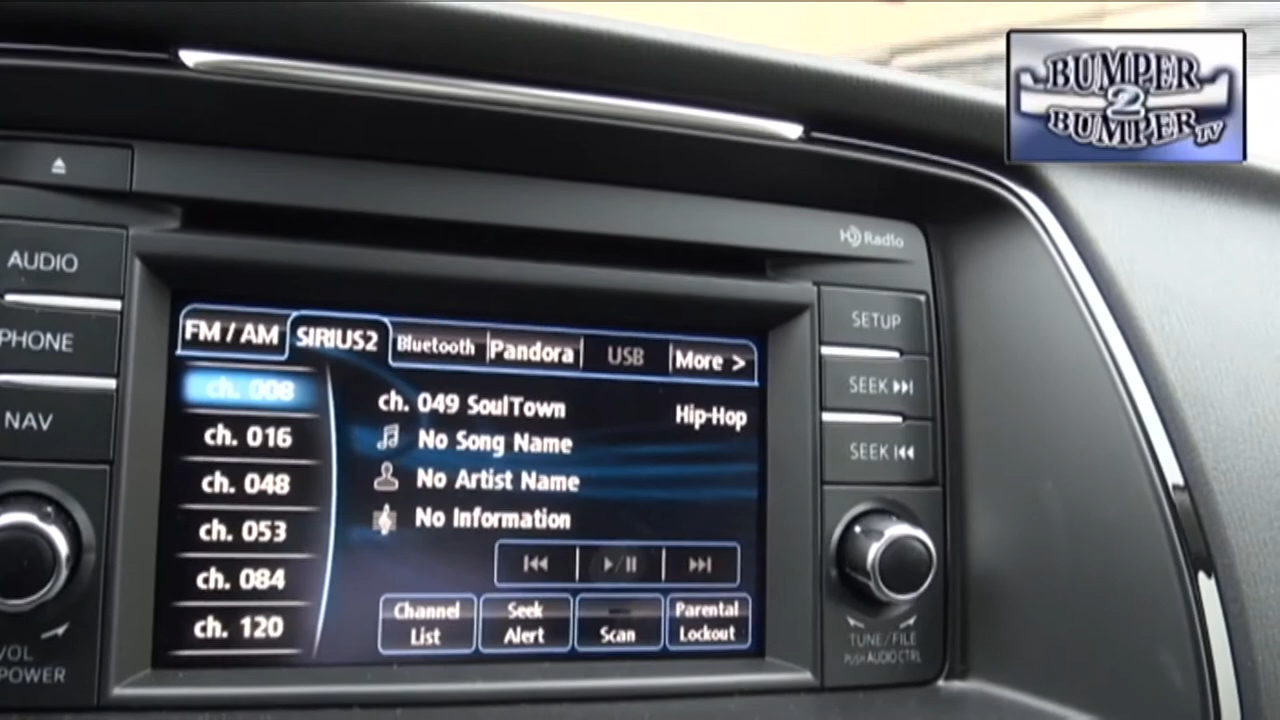 BUMPER
2
BUMPER TV
HD Radio
AUDIO
PHONE
NAV
VOL
POWER
FM / AM
SIRIUS2
Bluetooth
Pandora
USB
More >
ch. 008
ch. 016
ch. 048
ch. 053
ch. 084
ch. 120
ch. 049 SoulTown
Hip-Hop
No Song Name
No Artist Name
No Information
Channel
List
Seek
Alert
Scan
Parental
Lockout
SETUP
SEEK
SEEK
TUNE/FILE
PUSH AUDIO CTRL